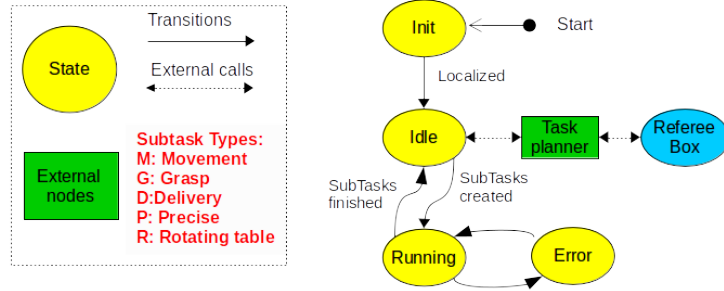 Transitions
State
External calls
External
nodes
Subtask Types:
M: Movement
G: Grasp
D:Delivery
P: Precise
R: Rotating table
Init
Start
Localized
Idle
Task
planner
Referee
Box
SubTasks
finished
SubTasks
created
Running
Error